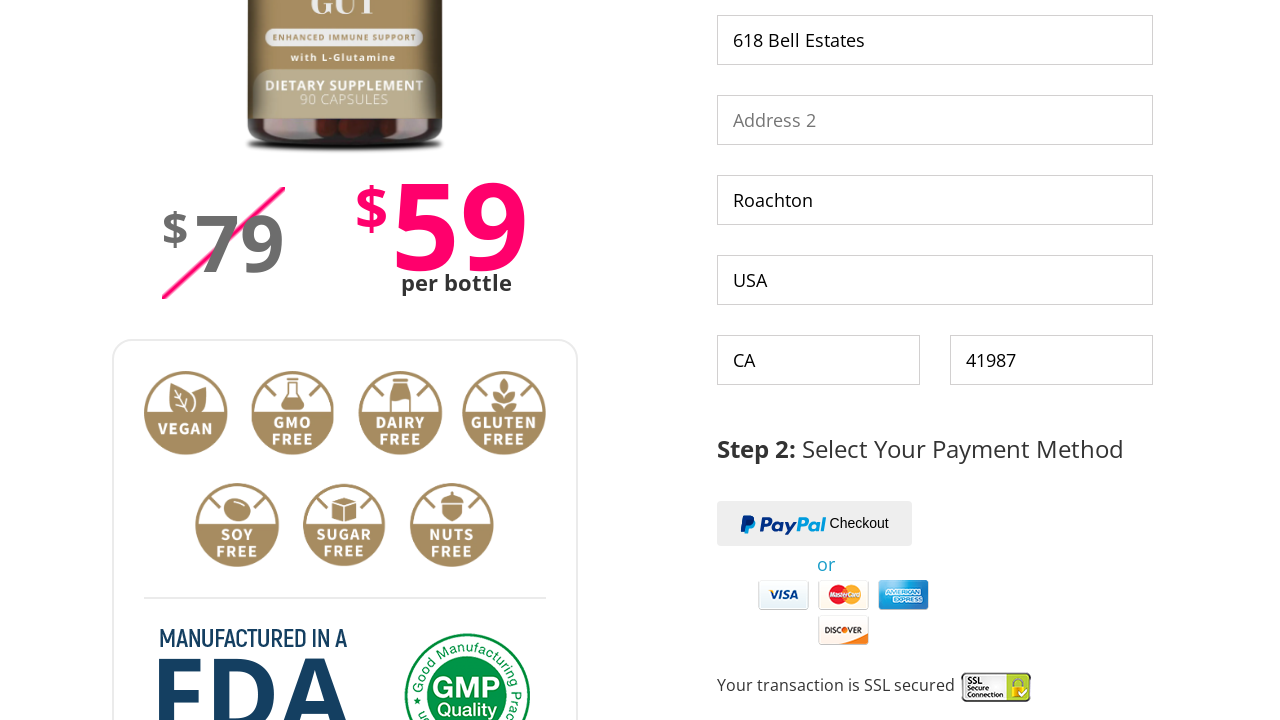 GUT
ENHANCED IMMUNE SUPPORT
with L-Glutamine
DIETARY SUPPLEMENT
90 CAPSULES
$79
$59
per bottle
VEGAN
GMO FREE
DAIRY FREE
GLUTEN FREE
SOY FREE
SUGAR FREE
NUTS FREE
MANUFACTURED IN A
FDA
Good Manufacturing
GMP
Quality
618 Bell Estates
Address 2
Roachton
USA
CA
41987
Step 2: Select Your Payment Method
PayPal Checkout
or
VISA
MasterCard
AMERICAN EXPRESS
DISCOVER
Your transaction is SSL secured
SSL
Secure
Connection